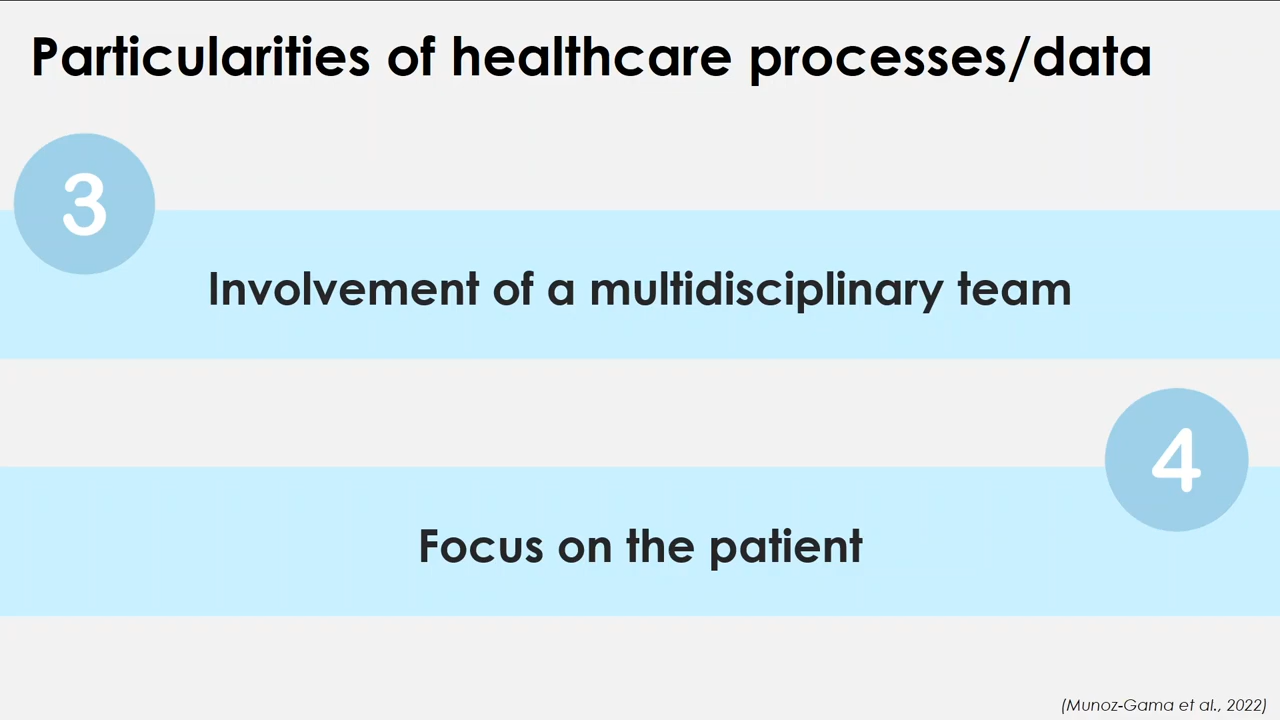 Particularities of healthcare processes/data
3
Involvement of a multidisciplinary team
4
Focus on the patient
(Munoz-Gama et al., 2022)